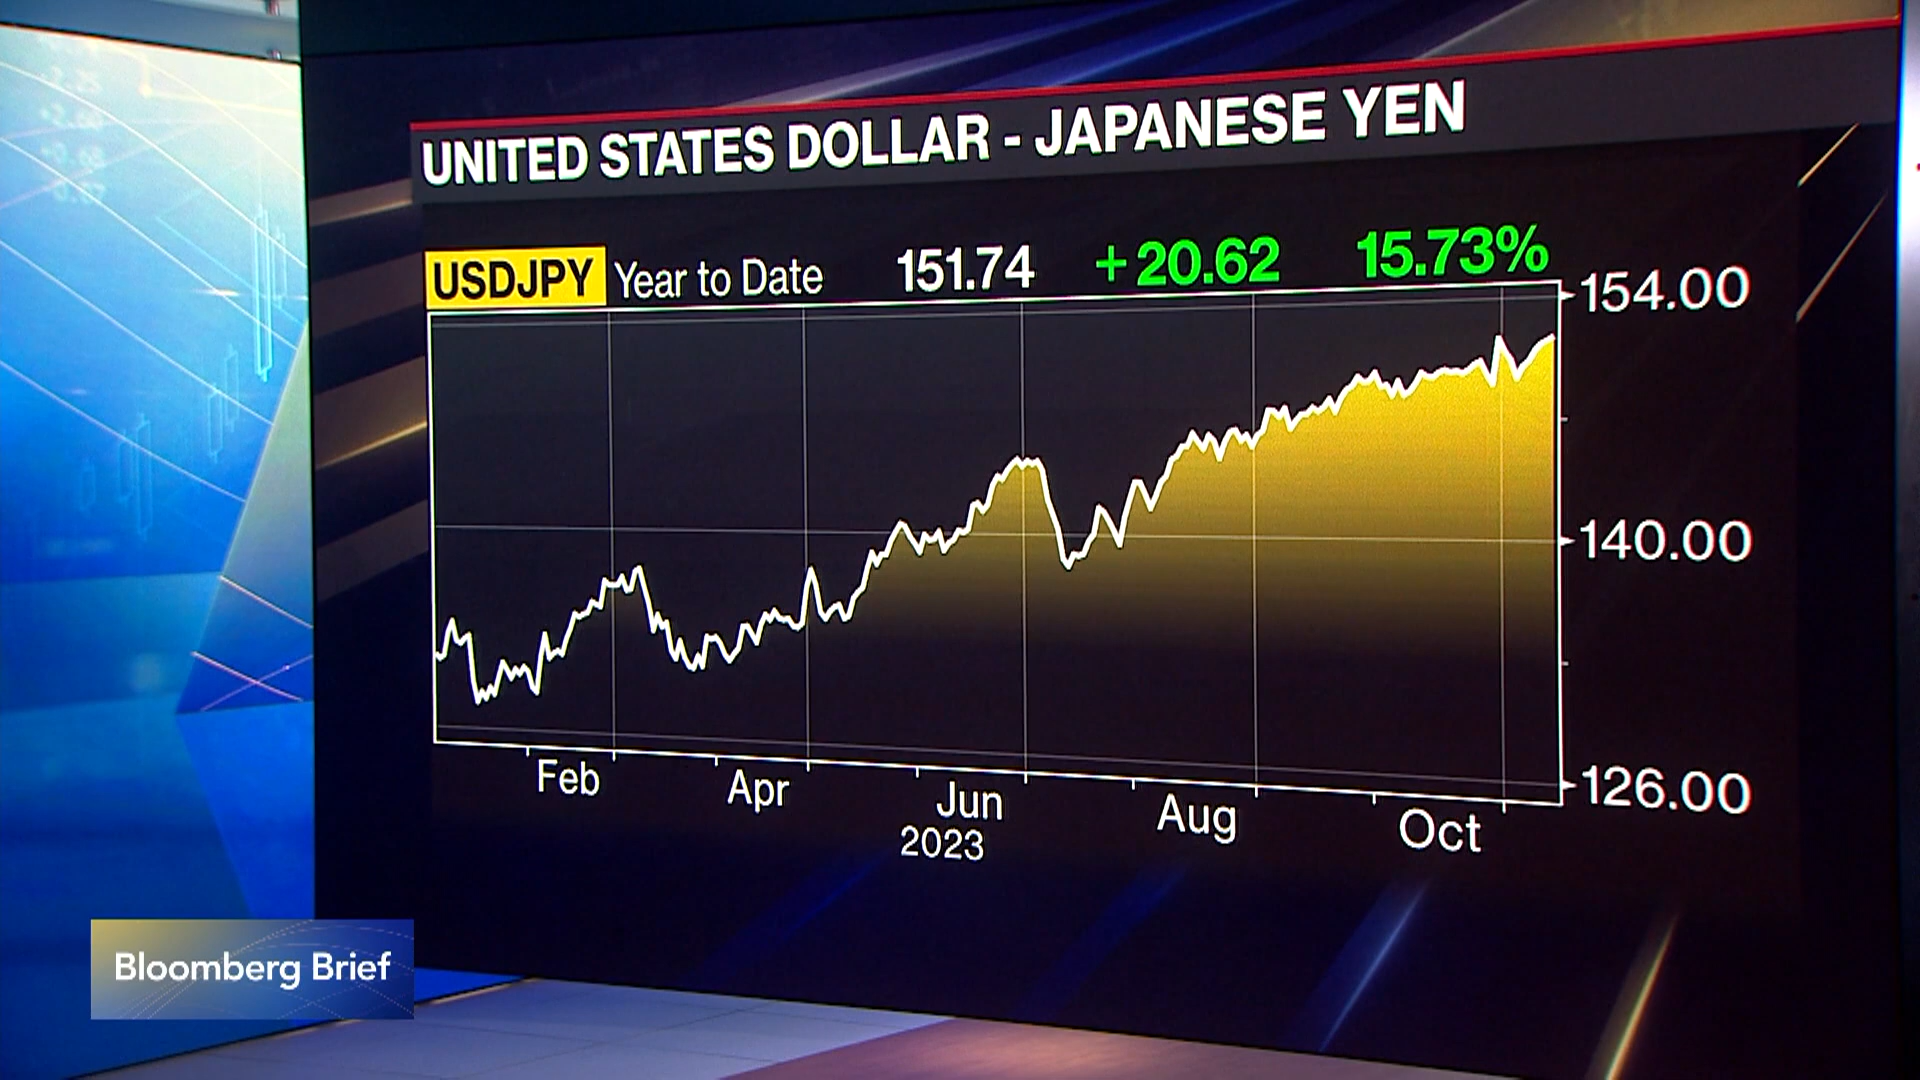 UNITED STATES DOLLAR - JAPANESE YEN
USDJPY Year to Date 151.74 +20.62 15.73%
154.00
140.00
126.00
Feb Apr Jun Aug Oct
2023
Bloomberg Brief